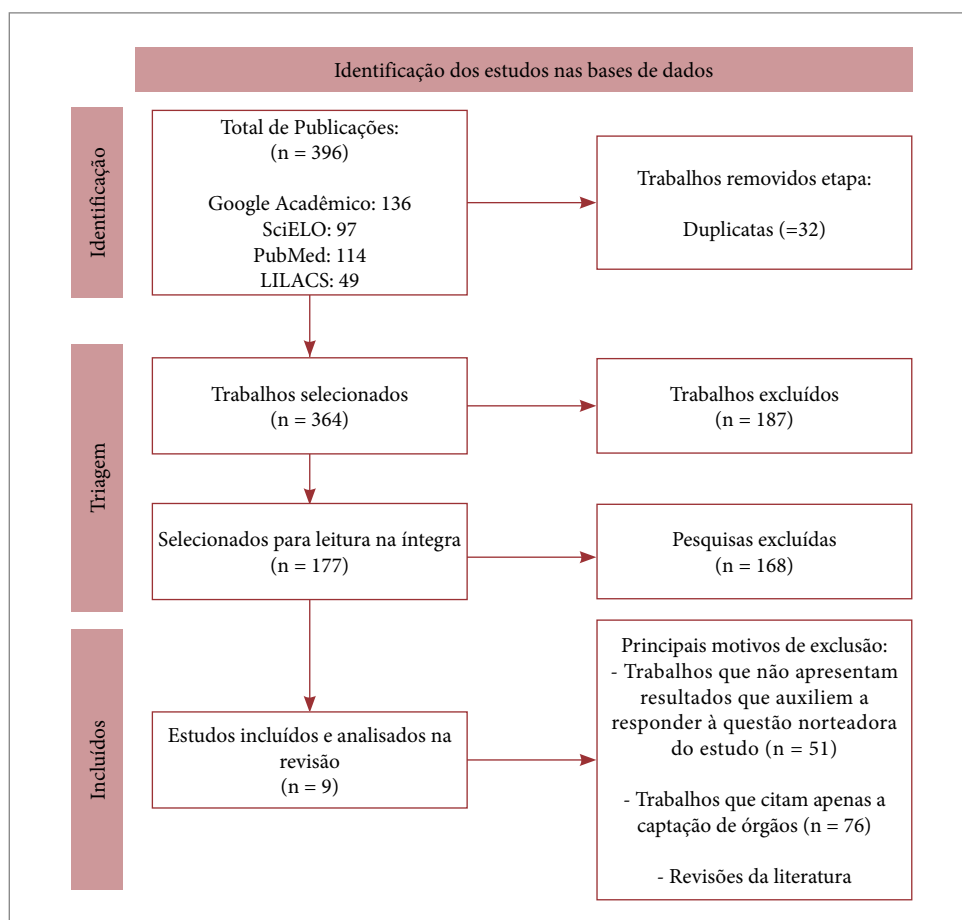 Identificação dos estudos nas bases de dados
Identificação
Total de Publicações:
(n = 396)
Google Acadêmico: 136
SciELO: 97
PubMed: 114
LILACS: 49
Trabalhos removidos etapa:
Duplicatas (=32)
Triagem
Trabalhos selecionados
(n = 364)
Trabalhos excluídos
(n = 187)
Selecionados para leitura na íntegra
(n = 177)
Pesquisas excluídas
(n = 168)
Incluídos
Estudos incluídos e analisados na
revisão
(n = 9)
Principais motivos de exclusão:
- Trabalhos que não apresentam
resultados que auxiliem a
responder à questão norteadora
do estudo (n = 51)
- Trabalhos que citam apenas a
captação de órgãos (n = 76)
- Revisões da literatura